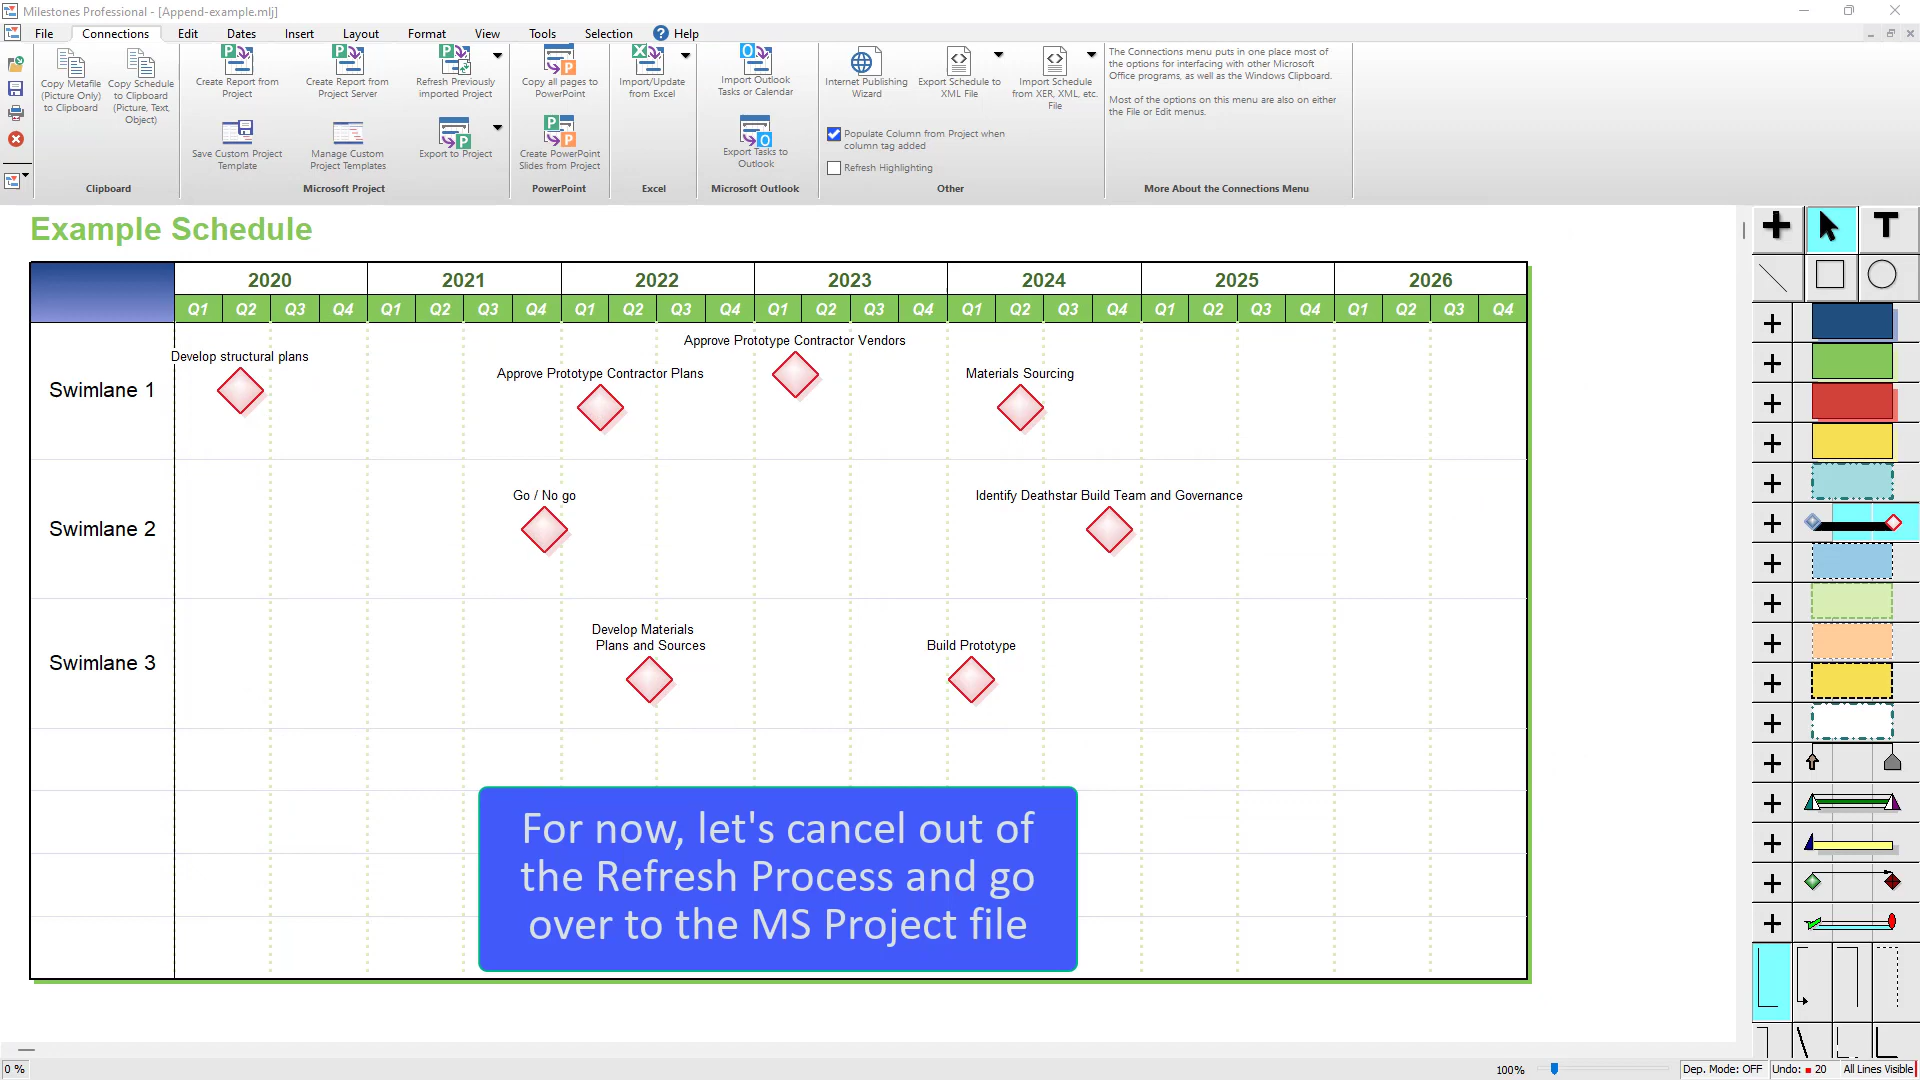 Milestones Professional - [Append-example.mlj]
File Connections Edit Dates Insert Layout Format View Tools Selection Help
Copy Metafile (Picture Only) to Clipboard
Copy Schedule to Clipboard (Picture, Text, Object)
Clipboard
Create Report from Project
Create Report from Project Server
Refresh Previously imported Project
Save Custom Project Template
Manage Custom Project Templates
Export to Project
Microsoft Project
Copy all pages to PowerPoint
Create PowerPoint Slides from Project
PowerPoint
Import/Update from Excel
Excel
Import Outlook Tasks or Calendar
Export Tasks to Outlook
Microsoft Outlook
Internet Publishing Wizard
Export Schedule to XML File
Import Schedule from XER, XML, etc. File
Populate Column from Project when column tag added
Refresh Highlighting
Other
The Connections menu puts in one place most of
the options for interfacing with other Microsoft
Office programs, as well as the Windows Clipboard.
Most of the options on this menu are also on either
the File or Edit menus.
More About the Connections Menu
Example Schedule
2020 2021 2022 2023 2024 2025 2026
Q1 Q2 Q3 Q4 Q1 Q2 Q3 Q4 Q1 Q2 Q3 Q4 Q1 Q2 Q3 Q4 Q1 Q2 Q3 Q4 Q1 Q2 Q3 Q4 Q1 Q2 Q3 Q4
Swimlane 1
Develop structural plans
Approve Prototype Contractor Plans
Approve Prototype Contractor Vendors
Materials Sourcing
Swimlane 2
Go / No go
Identify Deathstar Build Team and Governance
Swimlane 3
Develop Materials
Plans and Sources
Build Prototype
For now, let's cancel out of
the Refresh Process and go
over to the MS Project file
T
0 %
100%
Dep. Mode: OFF
Undo: 20
All Lines Visible